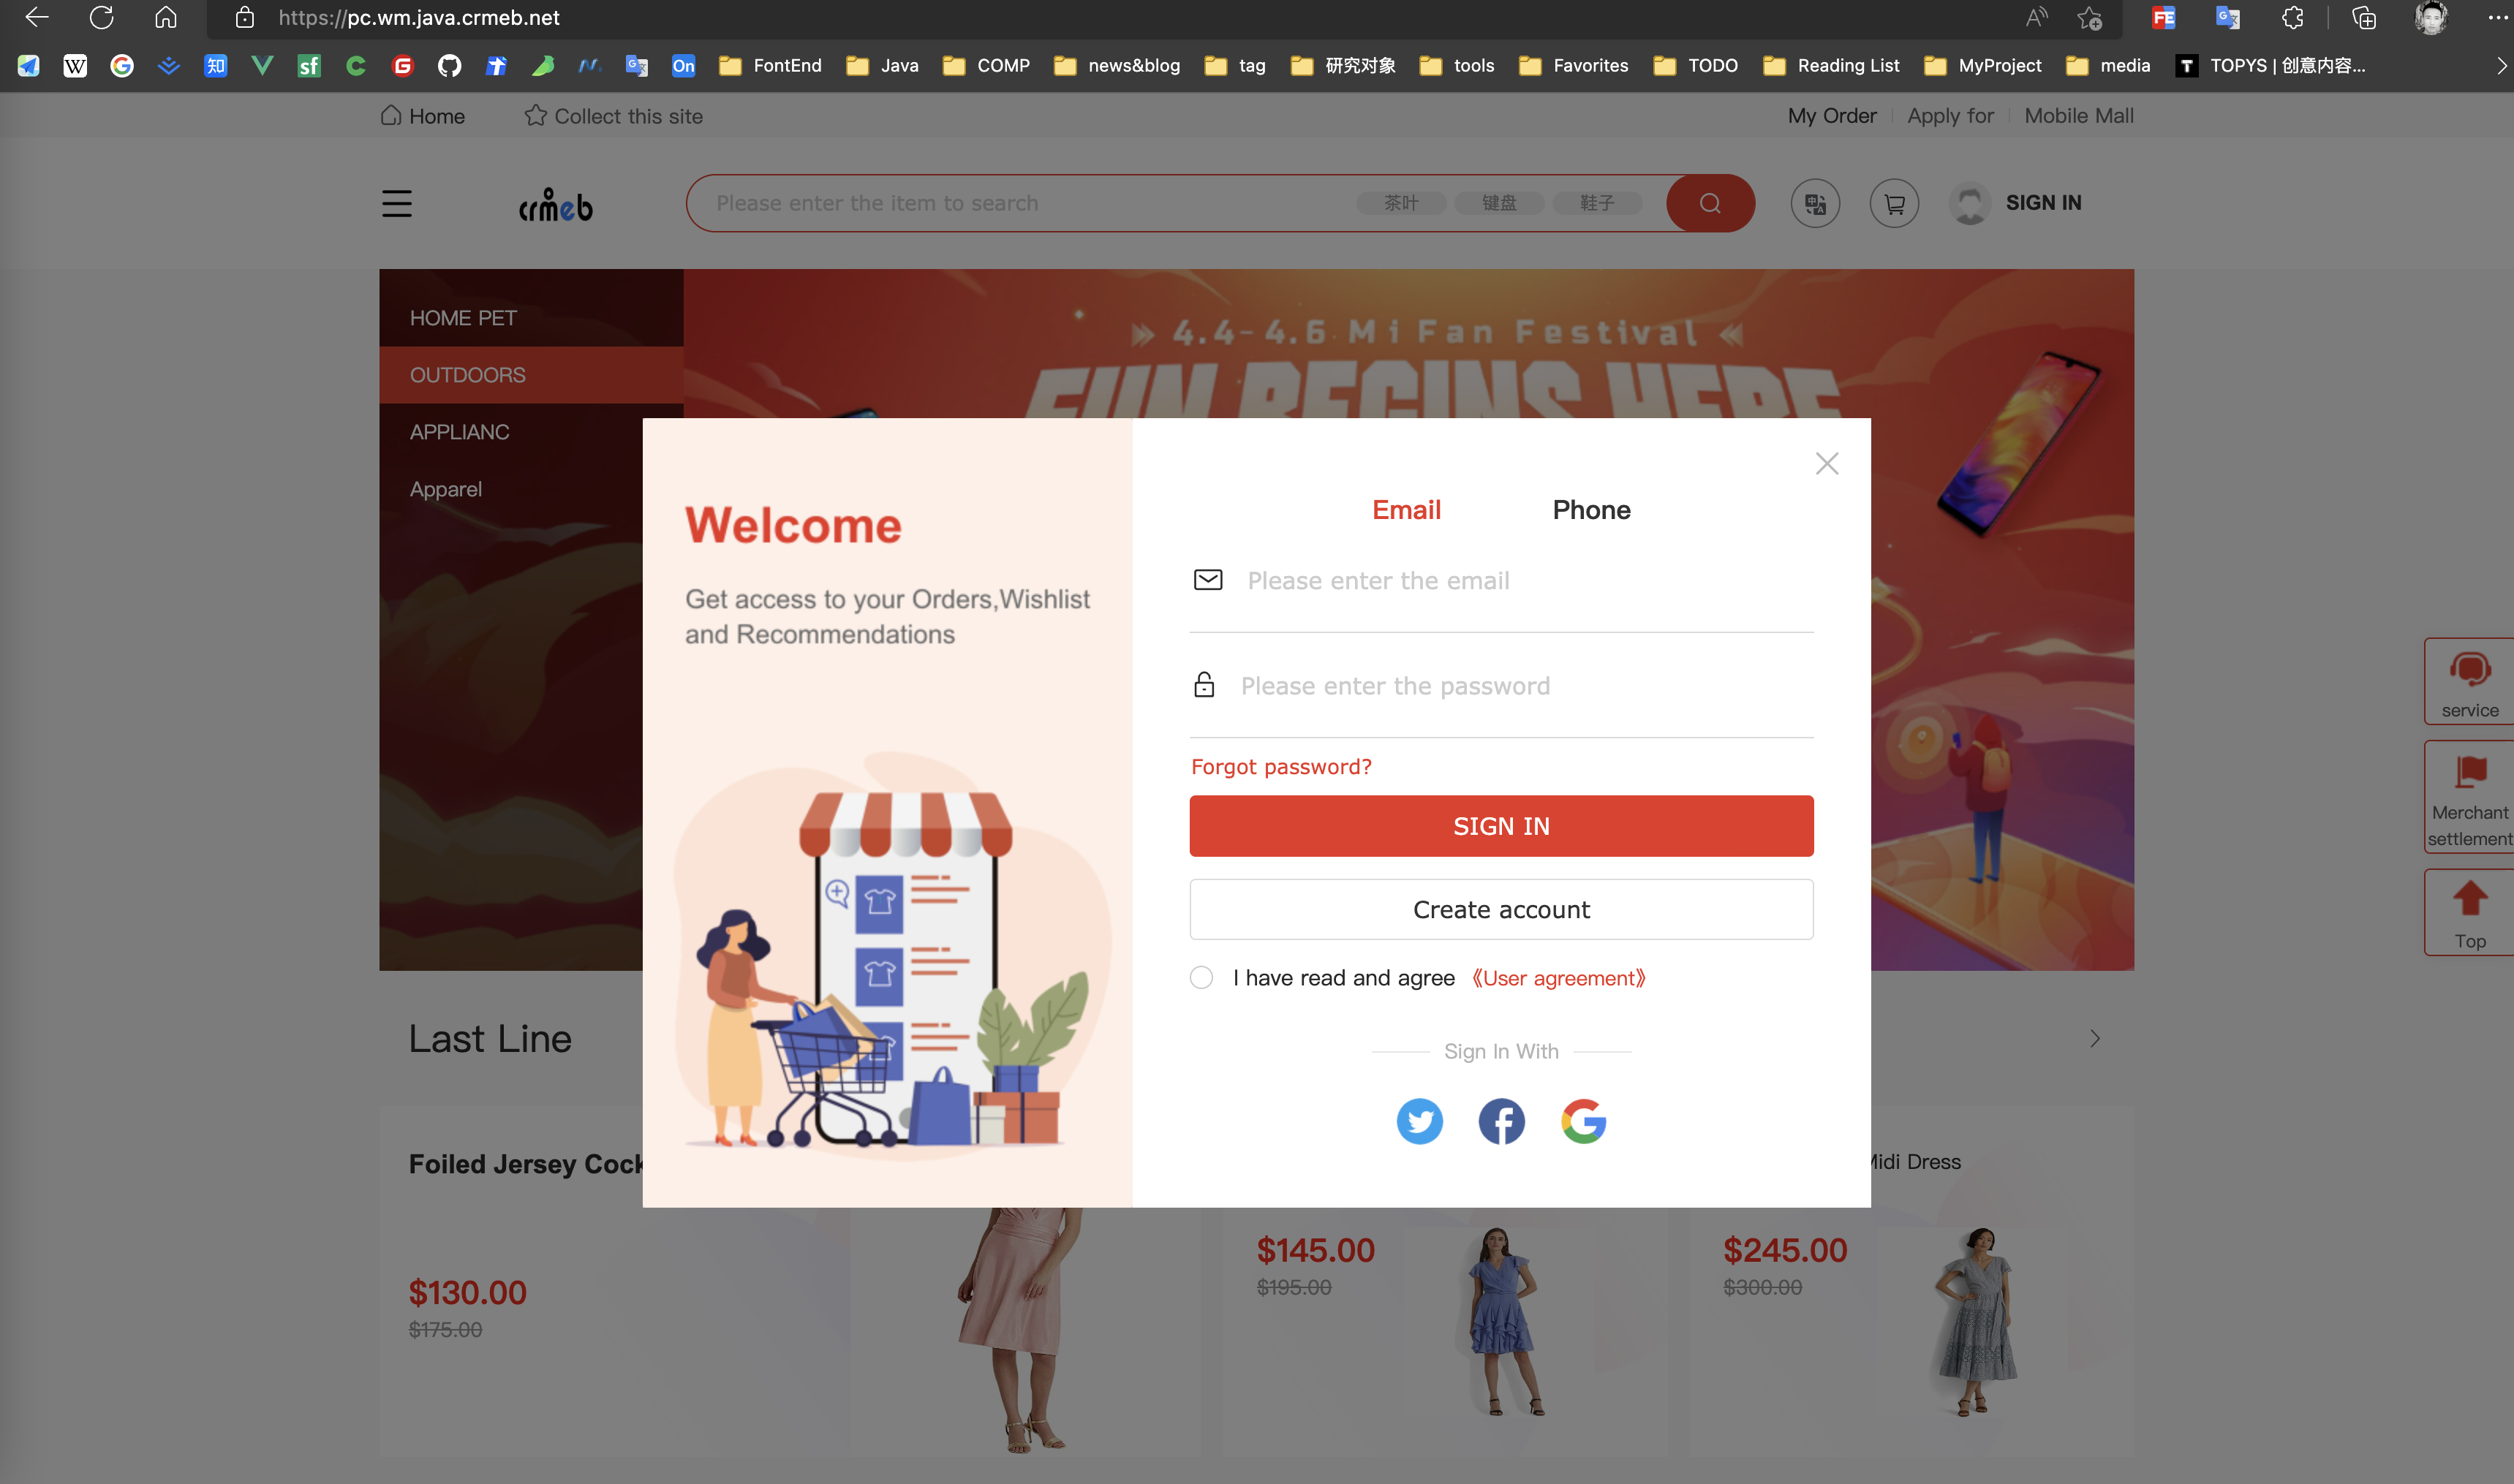 https://pc.wm.java.crmeb.net
On FontEnd Java COMP news&blog tag 研究对象 tools Favorites TODO Reading List MyProject media TOPYS | 创意内容...
Home Collect this site My Order Apply for Mobile Mall
crmeb Please enter the item to search 茶叶 键盘 鞋子 SIGN IN
HOME PET
OUTDOORS
APPLIANC
Apparel
4.4-4.6 Mi Fan Festival
FUN BEGINS HERE
Welcome
Get access to your Orders,Wishlist
and Recommendations
Email Phone
Please enter the email
Please enter the password
Forgot password?
SIGN IN
Create account
I have read and agree 《User agreement》
Sign In With
service
Merchant
settlement
Top
Last Line
Foiled Jersey Cock
Midi Dress
$130.00
$175.00
$145.00
$195.00
$245.00
$300.00